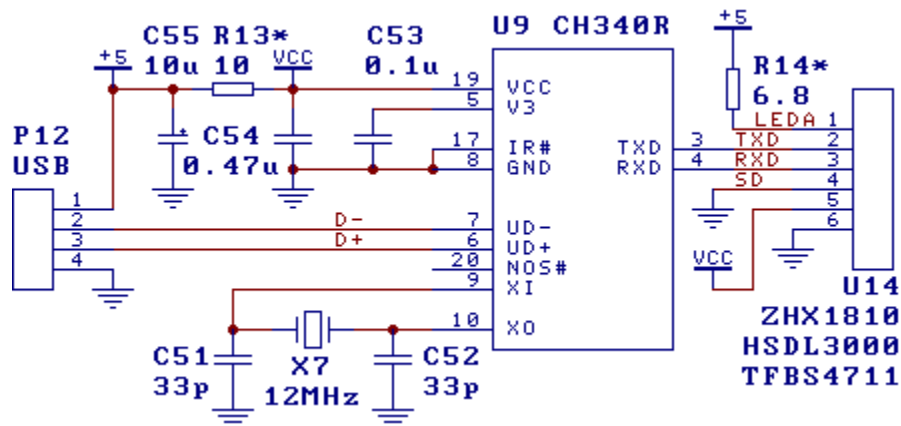 U9 CH340R
+5
C55 R13*
10u 10
VCC
C53
0.1u
+5
R14*
6.8
C54
0.47u
P12
USB
1
2
3
4
D-
D+
19 VCC
5 V3
17 IR#
8 GND
7 UD-
6 UD+
20 NOS#
9 XI
10 XO
TXD 3
RXD 4
LEDA 1
TXD 2
RXD 3
SD 4
5
6
VCC
U14
ZHX1810
HSDL3000
TFBS4711
C51
33p
X7
12MHz
C52
33p